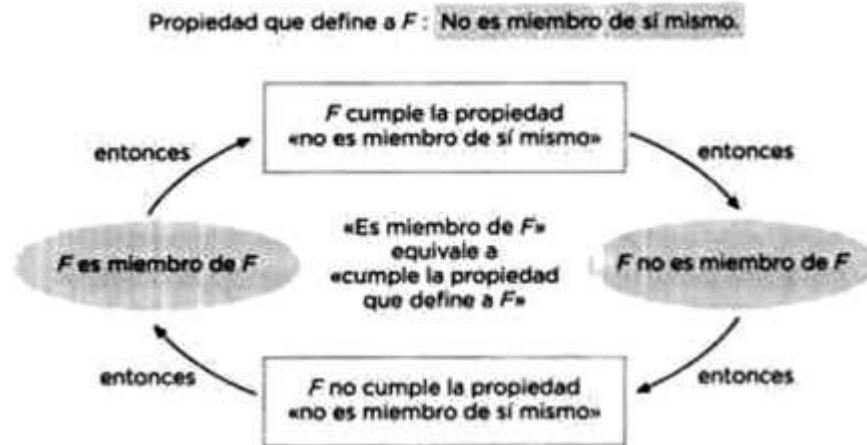 Propiedad que define a F : No es miembro de sí mismo.
F cumple la propiedad
«no es miembro de sí mismo»
entonces
entonces
F es miembro de F
«Es miembro de F»
equivale a
«cumple la propiedad
que define a F»
F no es miembro de F
entonces
entonces
F no cumple la propiedad
«no es miembro de sí mismo»